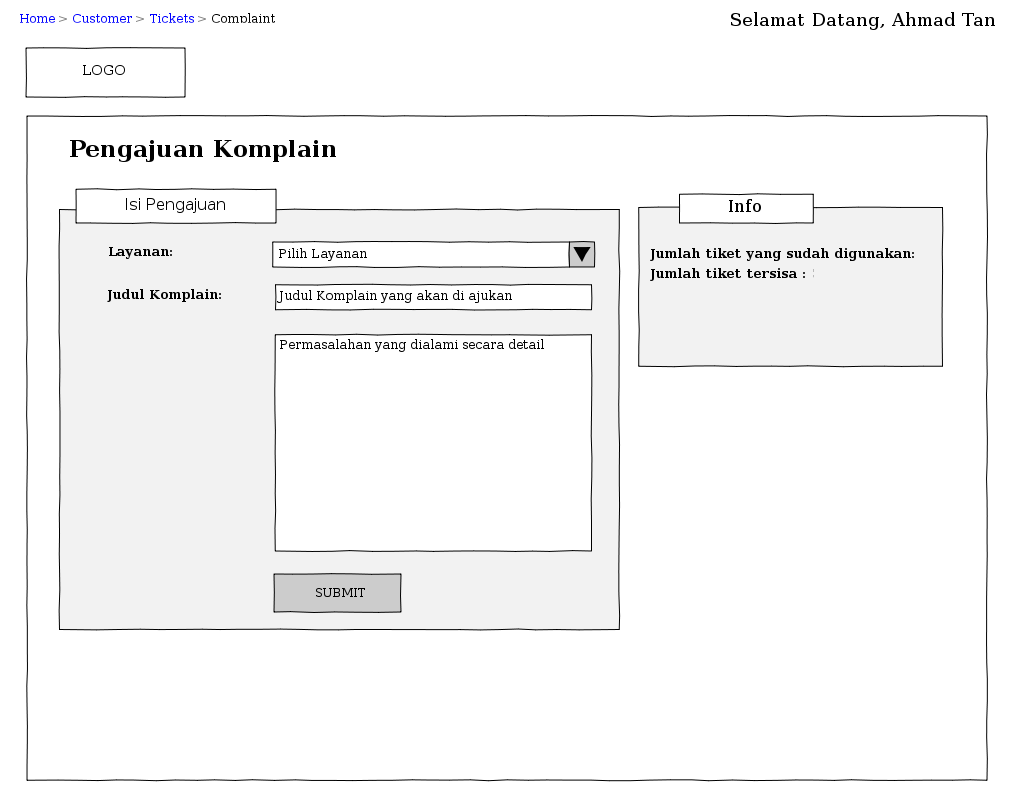 Home > Customer > Tickets > Complaint
Selamat Datang, Ahmad Tan
LOGO
Pengajuan Komplain
Isi Pengajuan
Layanan:
Pilih Layanan
Judul Komplain:
Judul Komplain yang akan di ajukan
Permasalahan yang dialami secara detail
SUBMIT
Info
Jumlah tiket yang sudah digunakan:
Jumlah tiket tersisa :